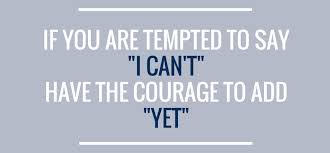 IF YOU ARE TEMPTED TO SAY
"I CAN'T"
HAVE THE COURAGE TO ADD
"YET"